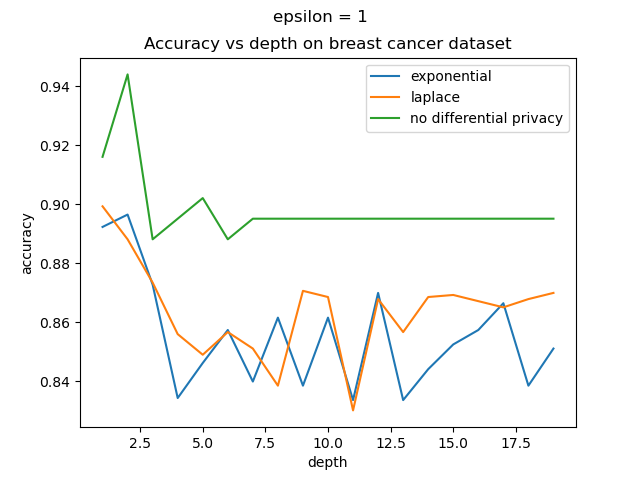 epsilon = 1
Accuracy vs depth on breast cancer dataset
exponential
laplace
no differential privacy
0.94
0.92
0.90
0.88
0.86
0.84
accuracy
2.5 5.0 7.5 10.0 12.5 15.0 17.5
depth